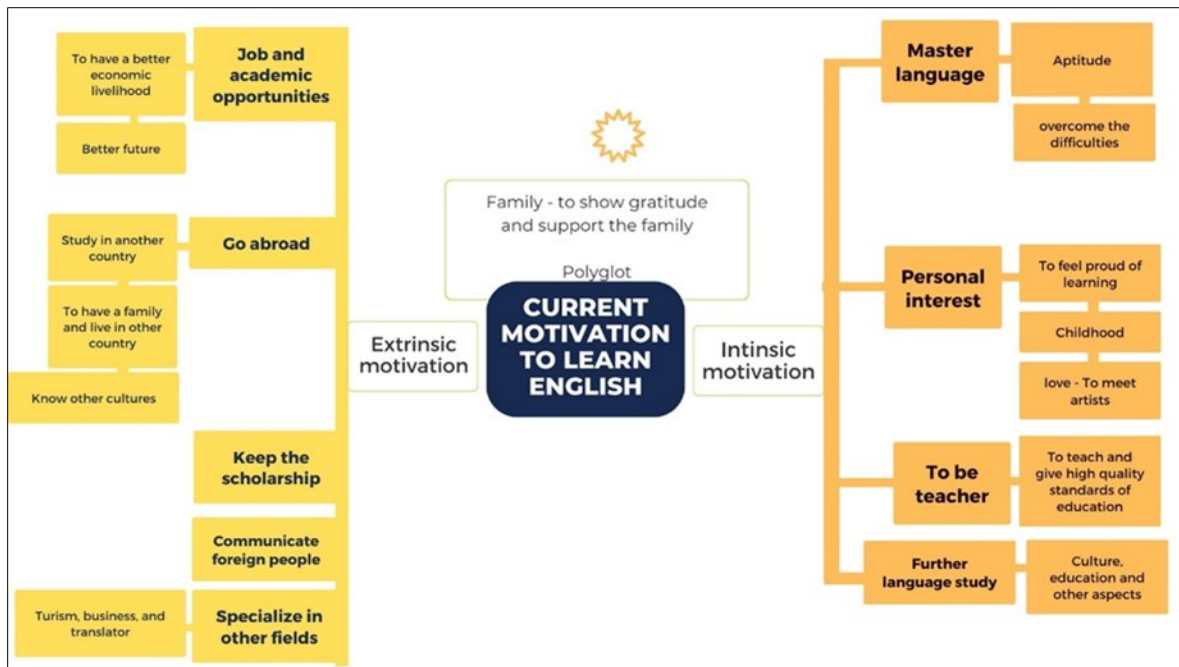 To have a better
economic
livelihood
Job and
academic
opportunities
Better future
Study in another
country
Go abroad
To have a family
and live in other
country
Know other cultures
Keep the
scholarship
Communicate
foreign people
Turism, business, and
translator
Specialize in
other fields
Extrinsic
motivation
Family - to show gratitude
and support the family
Polyglot
CURRENT
MOTIVATION
TO LEARN
ENGLISH
Intinsic
motivation
Master
language
Aptitude
overcome the
difficulties
Personal
interest
To feel proud of
learning
Childhood
love - To meet
artists
To be
teacher
To teach and
give high quality
standards of
education
Further
language study
Culture,
education and
other aspects